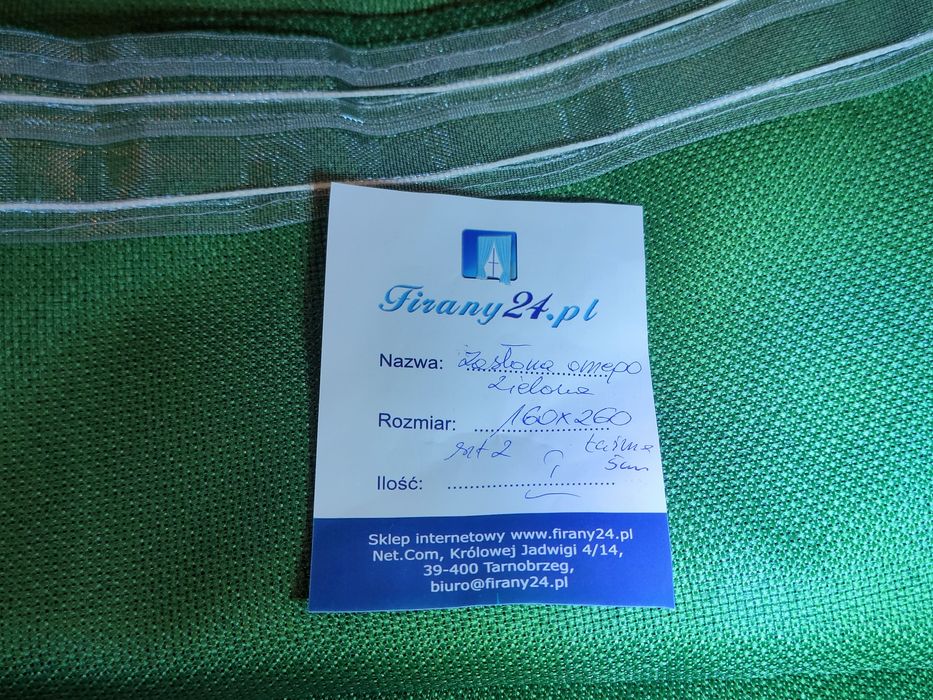 Firany24.pl
Nazwa: Zasłona omepo
zielona
Rozmiar: 160x260
szt 2 taśma
5cm
Ilość:
Sklep internetowy www.firany24.pl
Net.Com, Królowej Jadwigi 4/14,
39-400 Tarnobrzeg,
biuro@firany24.pl